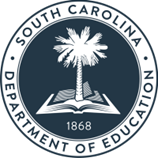 SOUTH CAROLINA
1868
DEPARTMENT OF EDUCATION